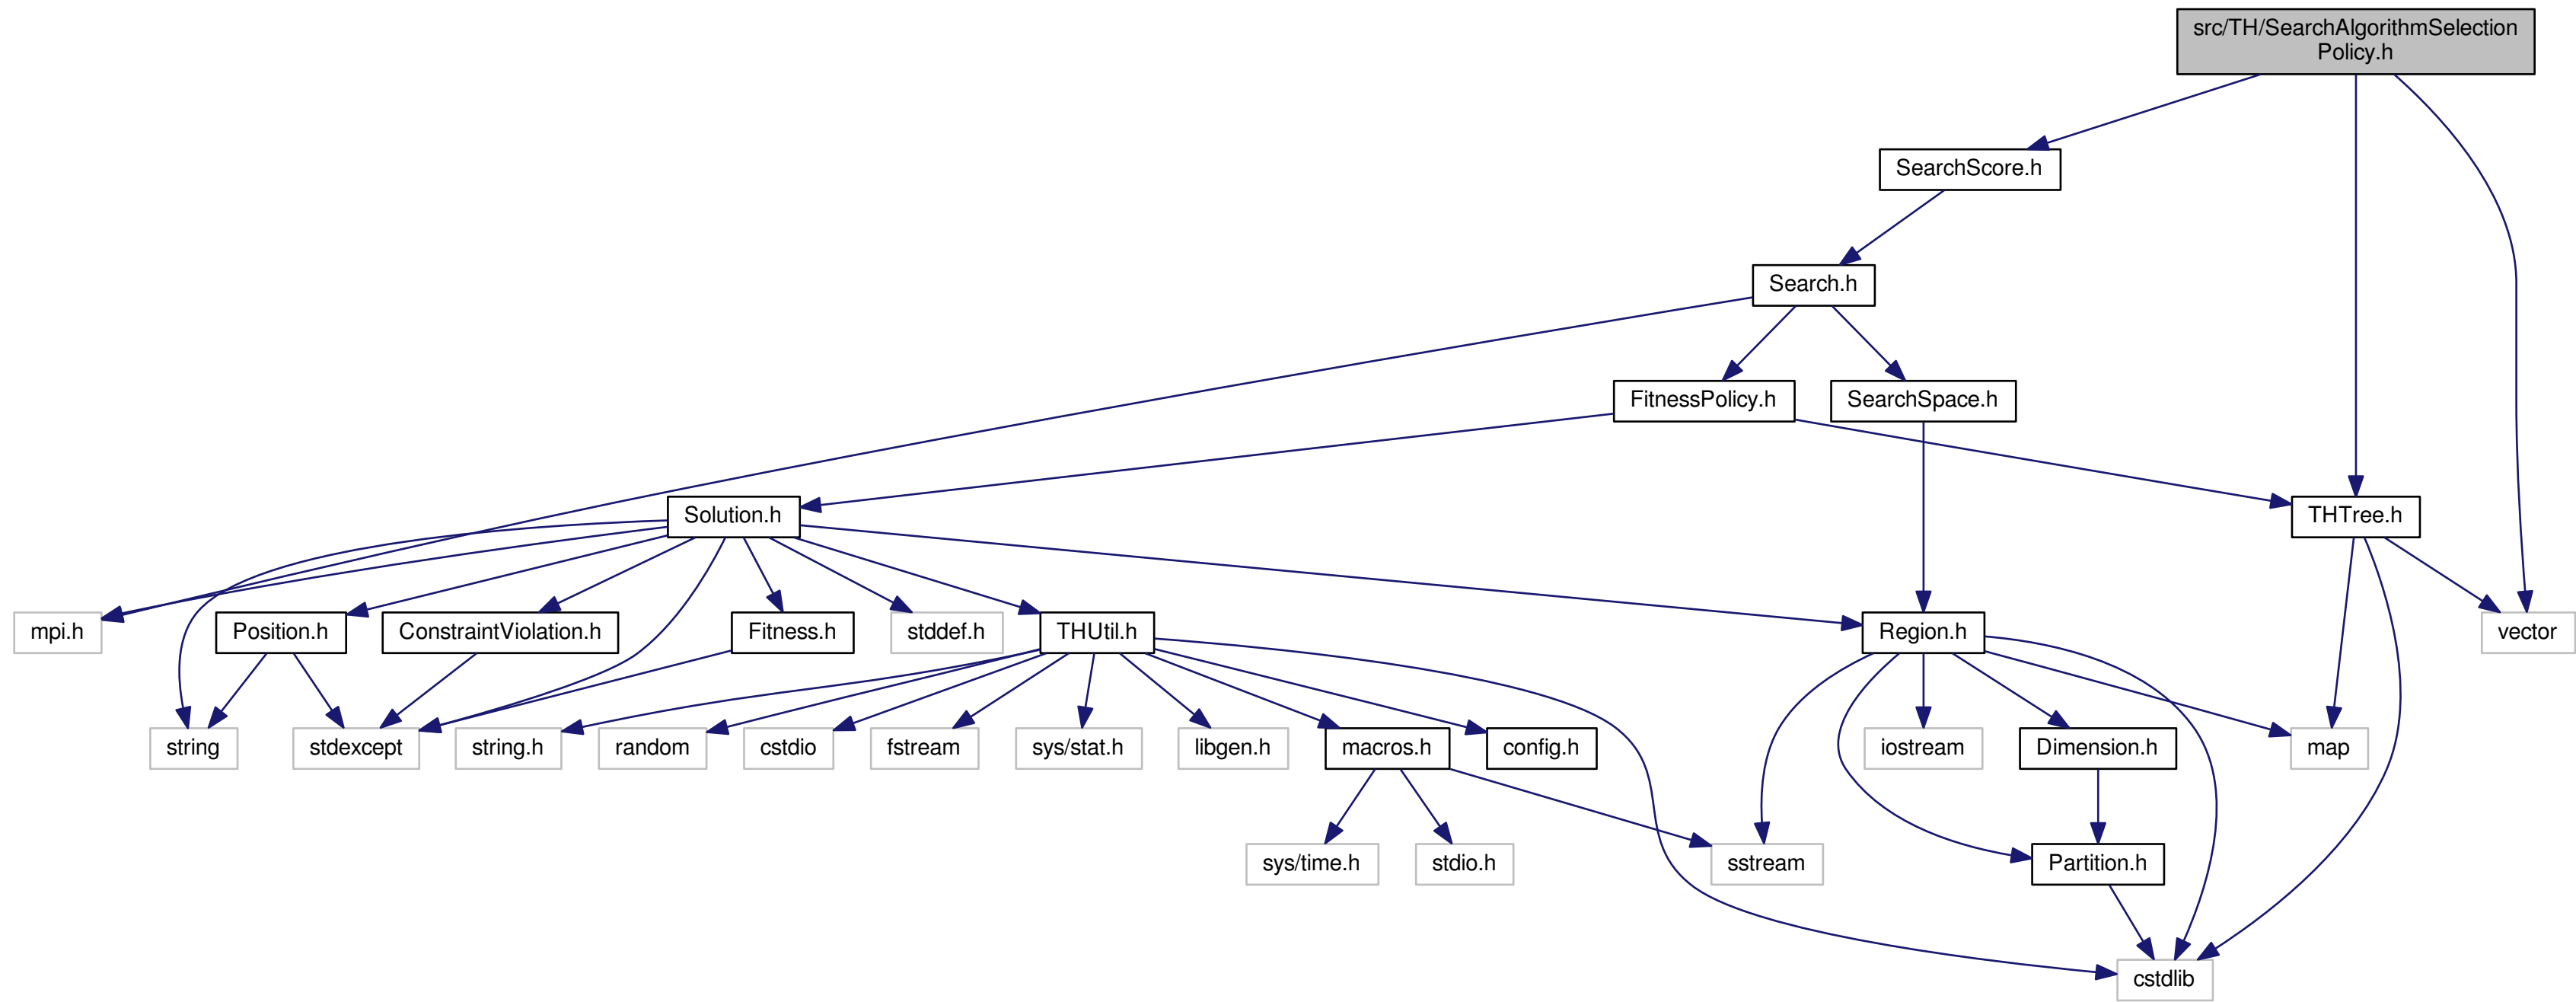 src/TH/SearchAlgorithmSelection
Policy.h
SearchScore.h
Search.h
FitnessPolicy.h
SearchSpace.h
Solution.h
THTree.h
mpi.h
Position.h
ConstraintViolation.h
Fitness.h
stddef.h
THUtil.h
Region.h
vector
string
stdexcept
string.h
random
cstdio
fstream
sys/stat.h
libgen.h
macros.h
config.h
iostream
Dimension.h
map
sys/time.h
stdio.h
sstream
Partition.h
cstdlib